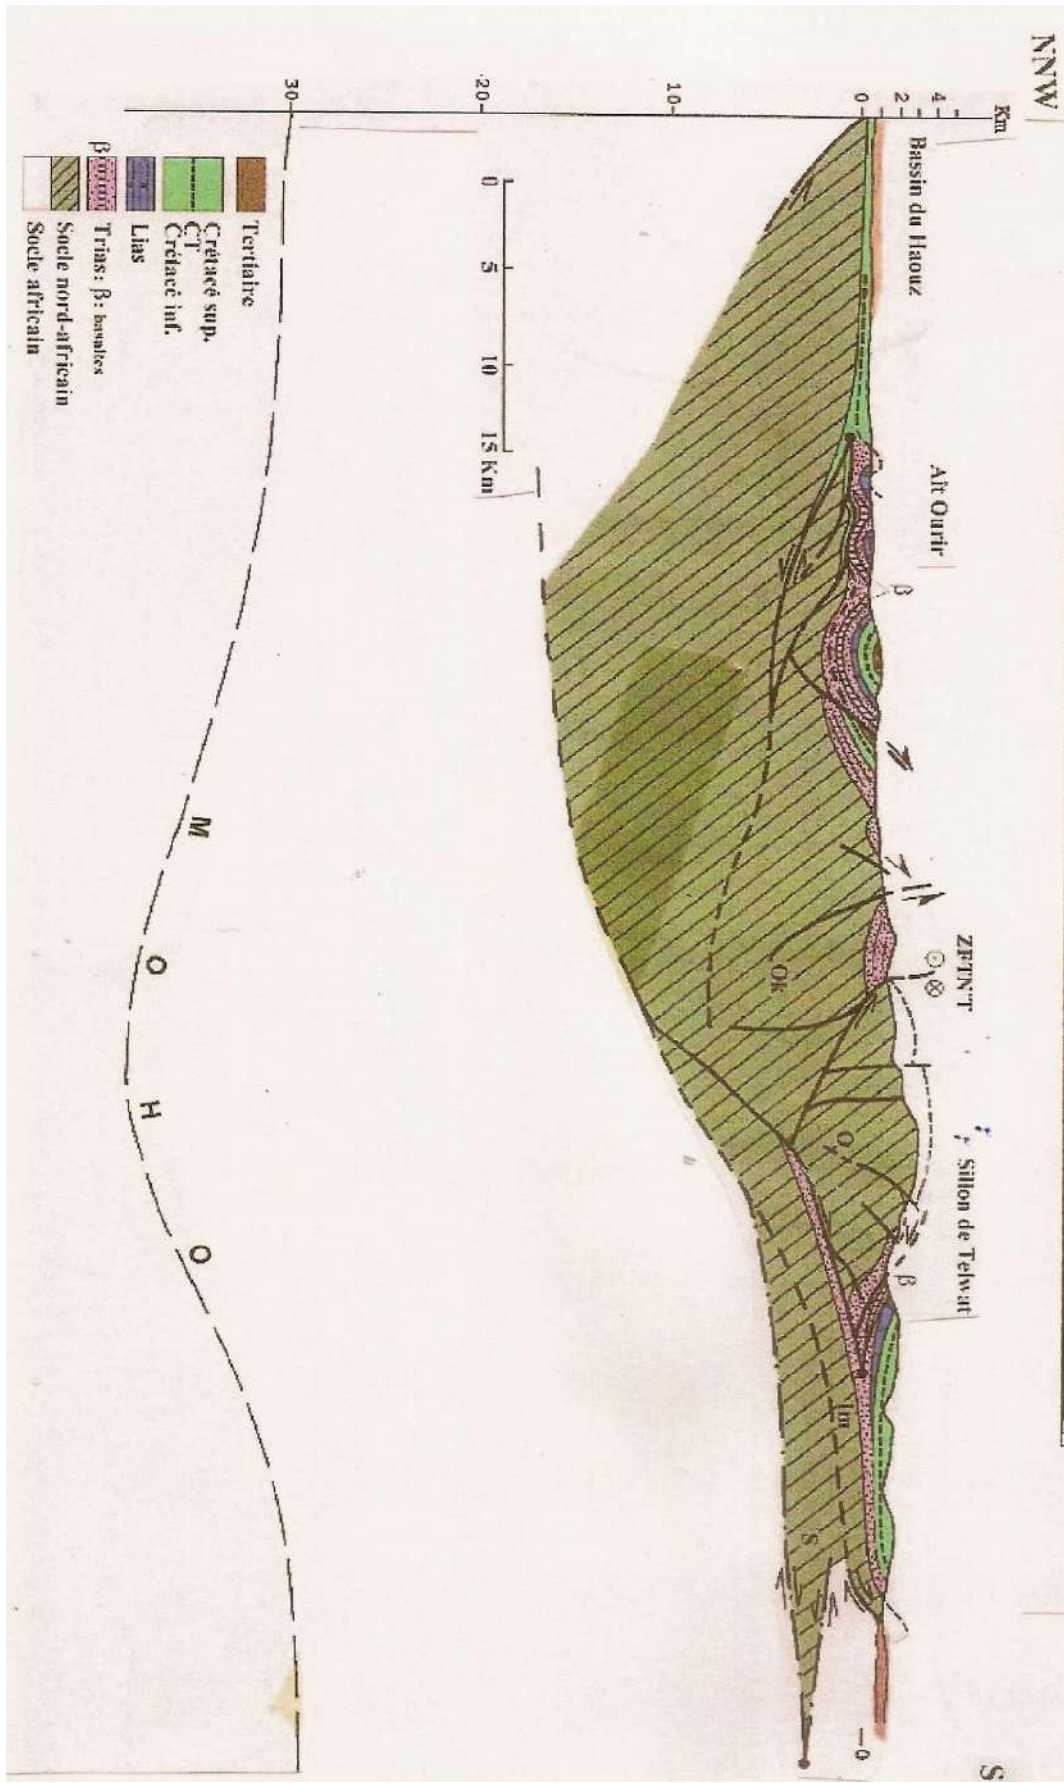 NNW
S
Km
4
2
0
10
20
30
Bassin du Haouz
Aït Ourir
β
ZFTNT
Sillon de Telwat
β
0
Ok
Im
S
0 5 10 15 Km
M O H O
Tertiaire
Crétacé sup.
CT
Crétacé inf.
Lias
β Trias : β : basaltes
Socle nord-africain
Socle africain